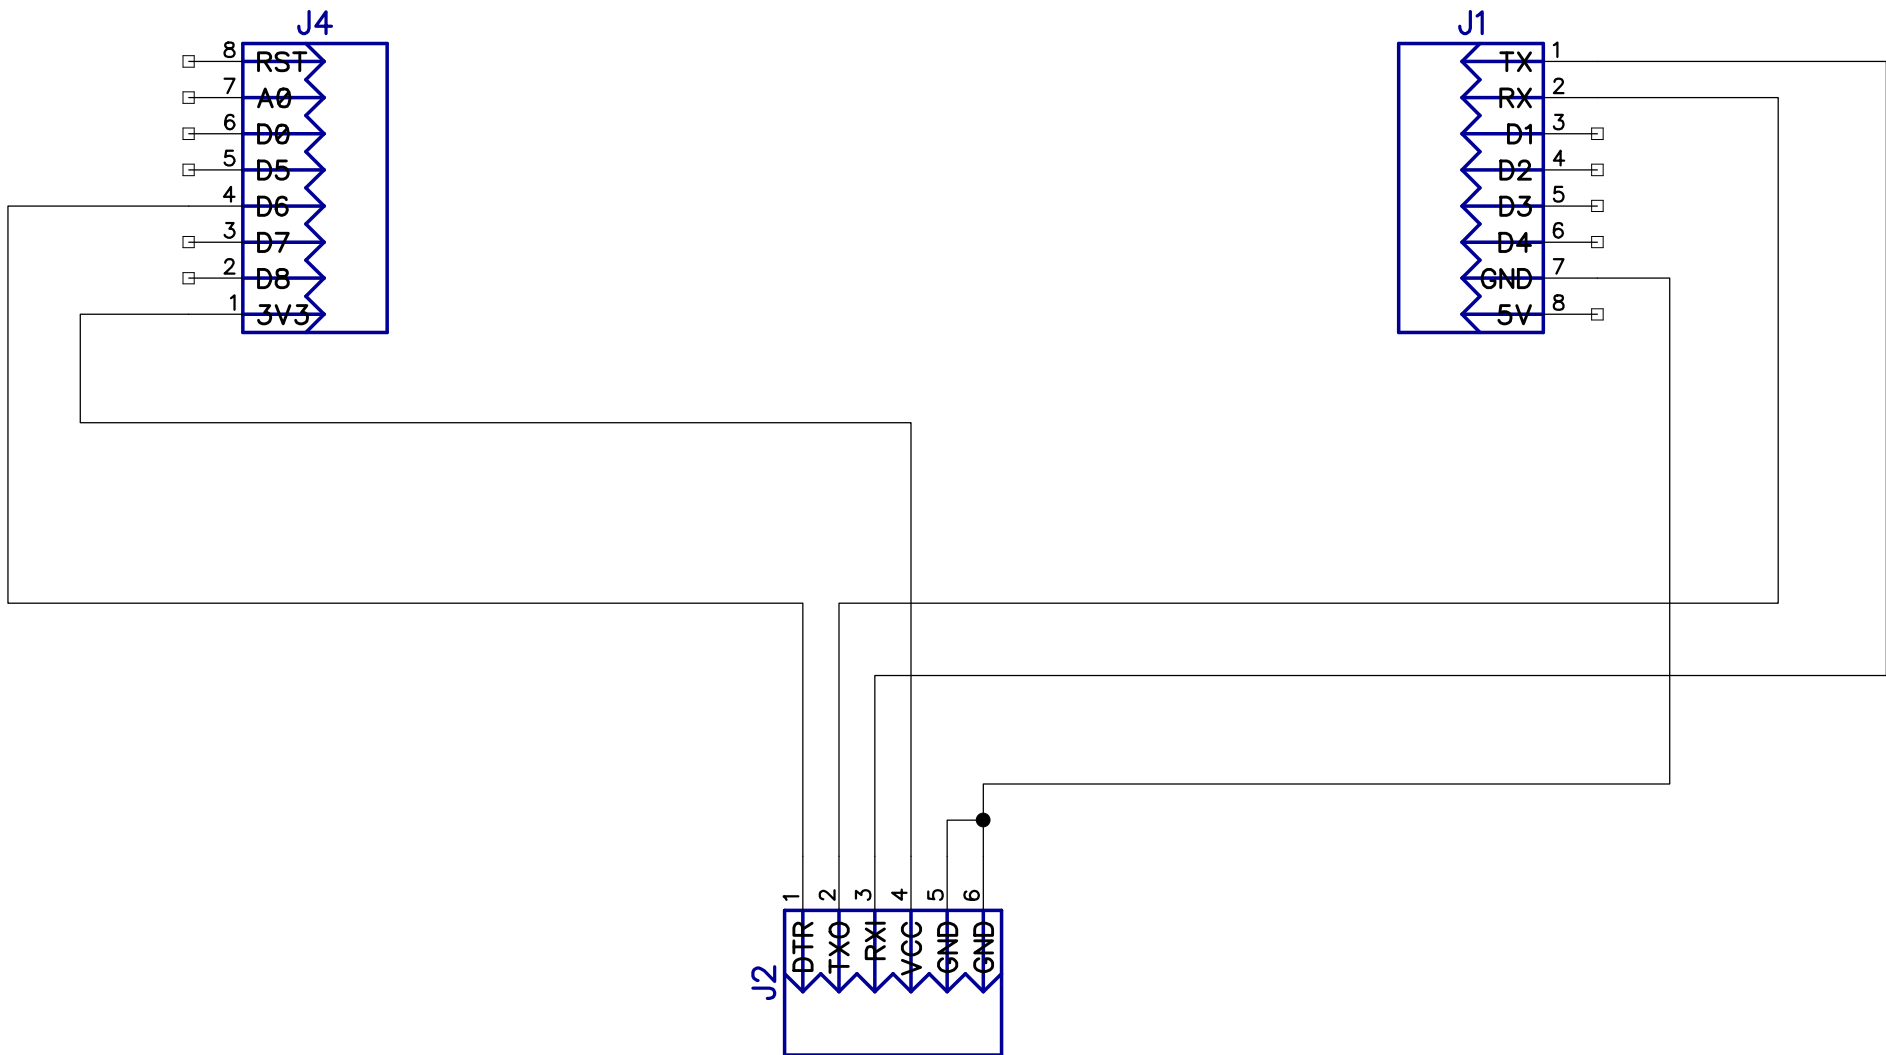 J4
8 RST
7 A0
6 D0
5 D5
4 D6
3 D7
2 D8
1 3V3
J1
TX 1
RX 2
D1 3
D2 4
D3 5
D4 6
GND 7
5V 8
J2
1 DTR
2 TXO
3 RXI
4 VCC
5 GND
6 GND